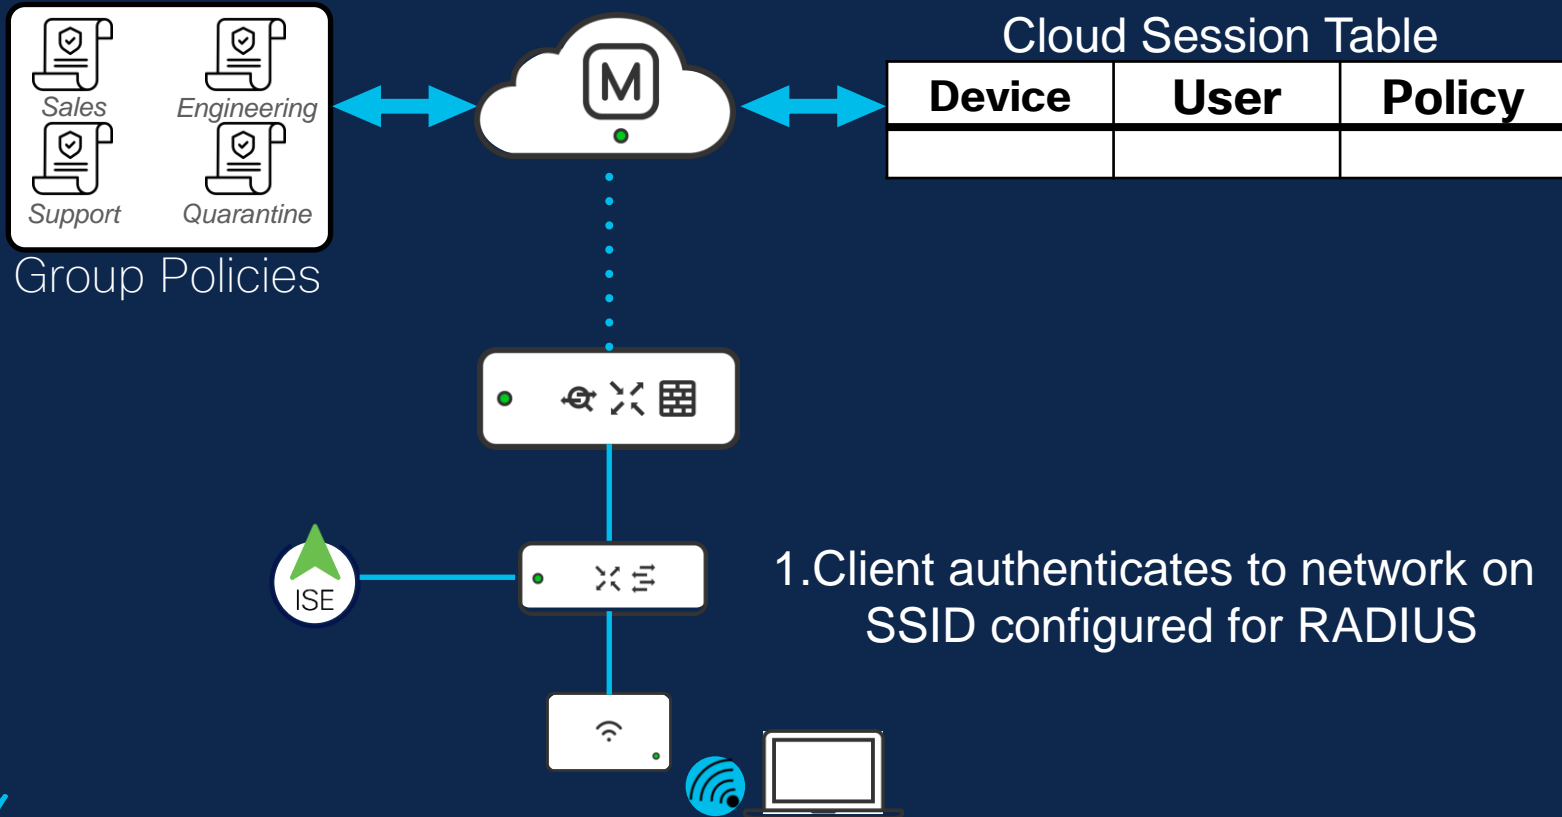 Cloud Session Table
Device User Policy
M
Sales Engineering
Support Quarantine
Group Policies
ISE
1.Client authenticates to network on
SSID configured for RADIUS